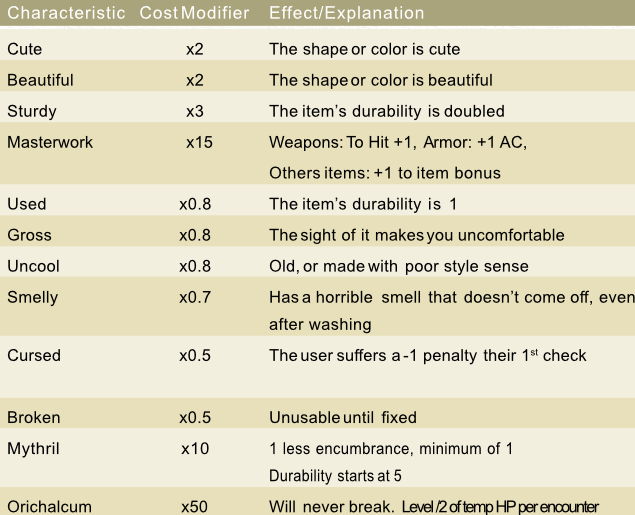 Characteristic Cost Modifier Effect/Explanation
Cute x2 The shape or color is cute
Beautiful x2 The shape or color is beautiful
Sturdy x3 The item's durability is doubled
Masterwork x15 Weapons: To Hit +1, Armor: +1 AC,
Others items: +1 to item bonus
Used x0.8 The item's durability is 1
Gross x0.8 The sight of it makes you uncomfortable
Uncool x0.8 Old, or made with poor style sense
Smelly x0.7 Has a horrible smell that doesn't come off, even
after washing
Cursed x0.5 The user suffers a -1 penalty their 1st check
Broken x0.5 Unusable until fixed
Mythril x10 1 less encumbrance, minimum of 1
Durability starts at 5
Orichalcum x50 Will never break. Level/2 of temp HP per encounter